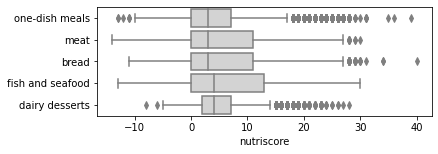 one-dish meals
meat
bread
fish and seafood
dairy desserts
−10 0 10 20 30 40
nutriscore